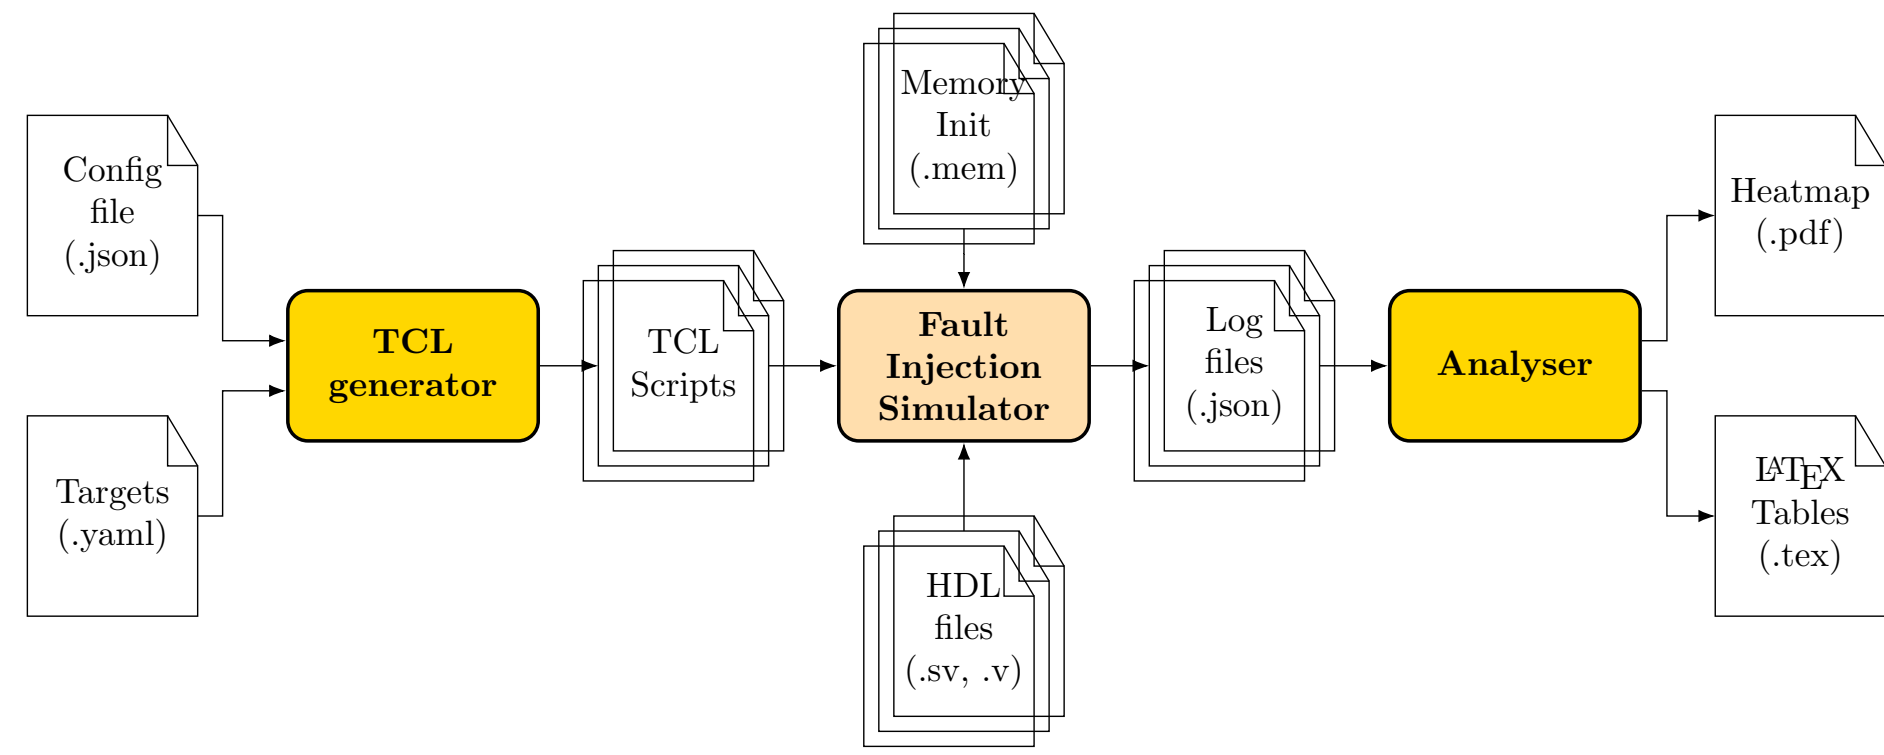 Config
file
(.json)
Targets
(.yaml)
TCL
generator
TCL
Scripts
Memory
Init
(.mem)
Fault
Injection
Simulator
HDL
files
(.sv, .v)
Log
files
(.json)
Analyser
Heatmap
(.pdf)
LATEX
Tables
(.tex)